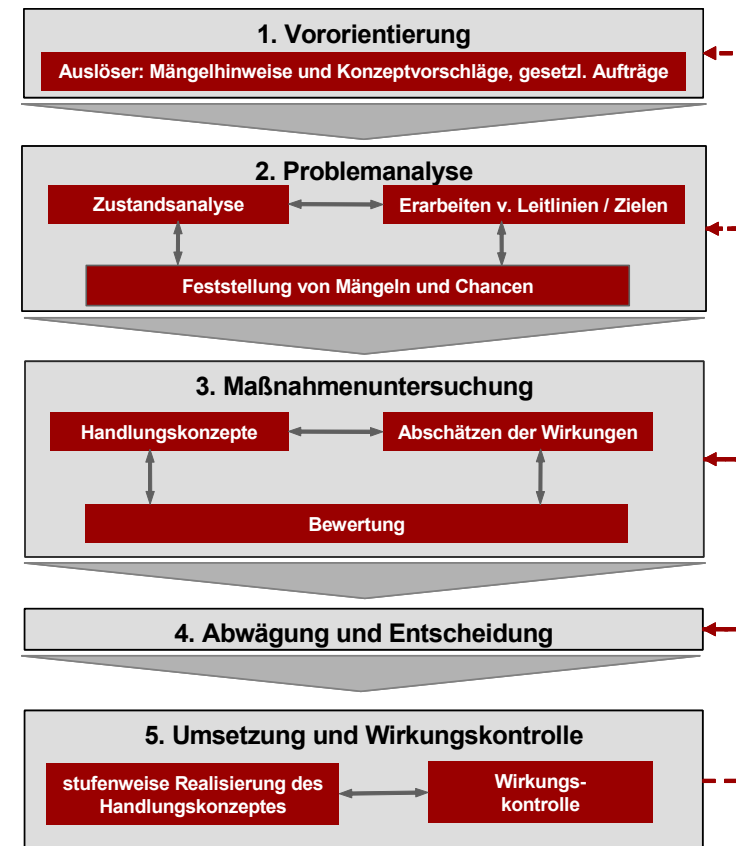 1. Vororientierung
Auslöser: Mängelhinweise und Konzeptvorschläge, gesetzl. Aufträge
2. Problemanalyse
Zustandsanalyse
Erarbeiten v. Leitlinien / Zielen
Feststellung von Mängeln und Chancen
3. Maßnahmenuntersuchung
Handlungskonzepte
Abschätzen der Wirkungen
Bewertung
4. Abwägung und Entscheidung
5. Umsetzung und Wirkungskontrolle
stufenweise Realisierung des
Handlungskonzeptes
Wirkungs-
kontrolle